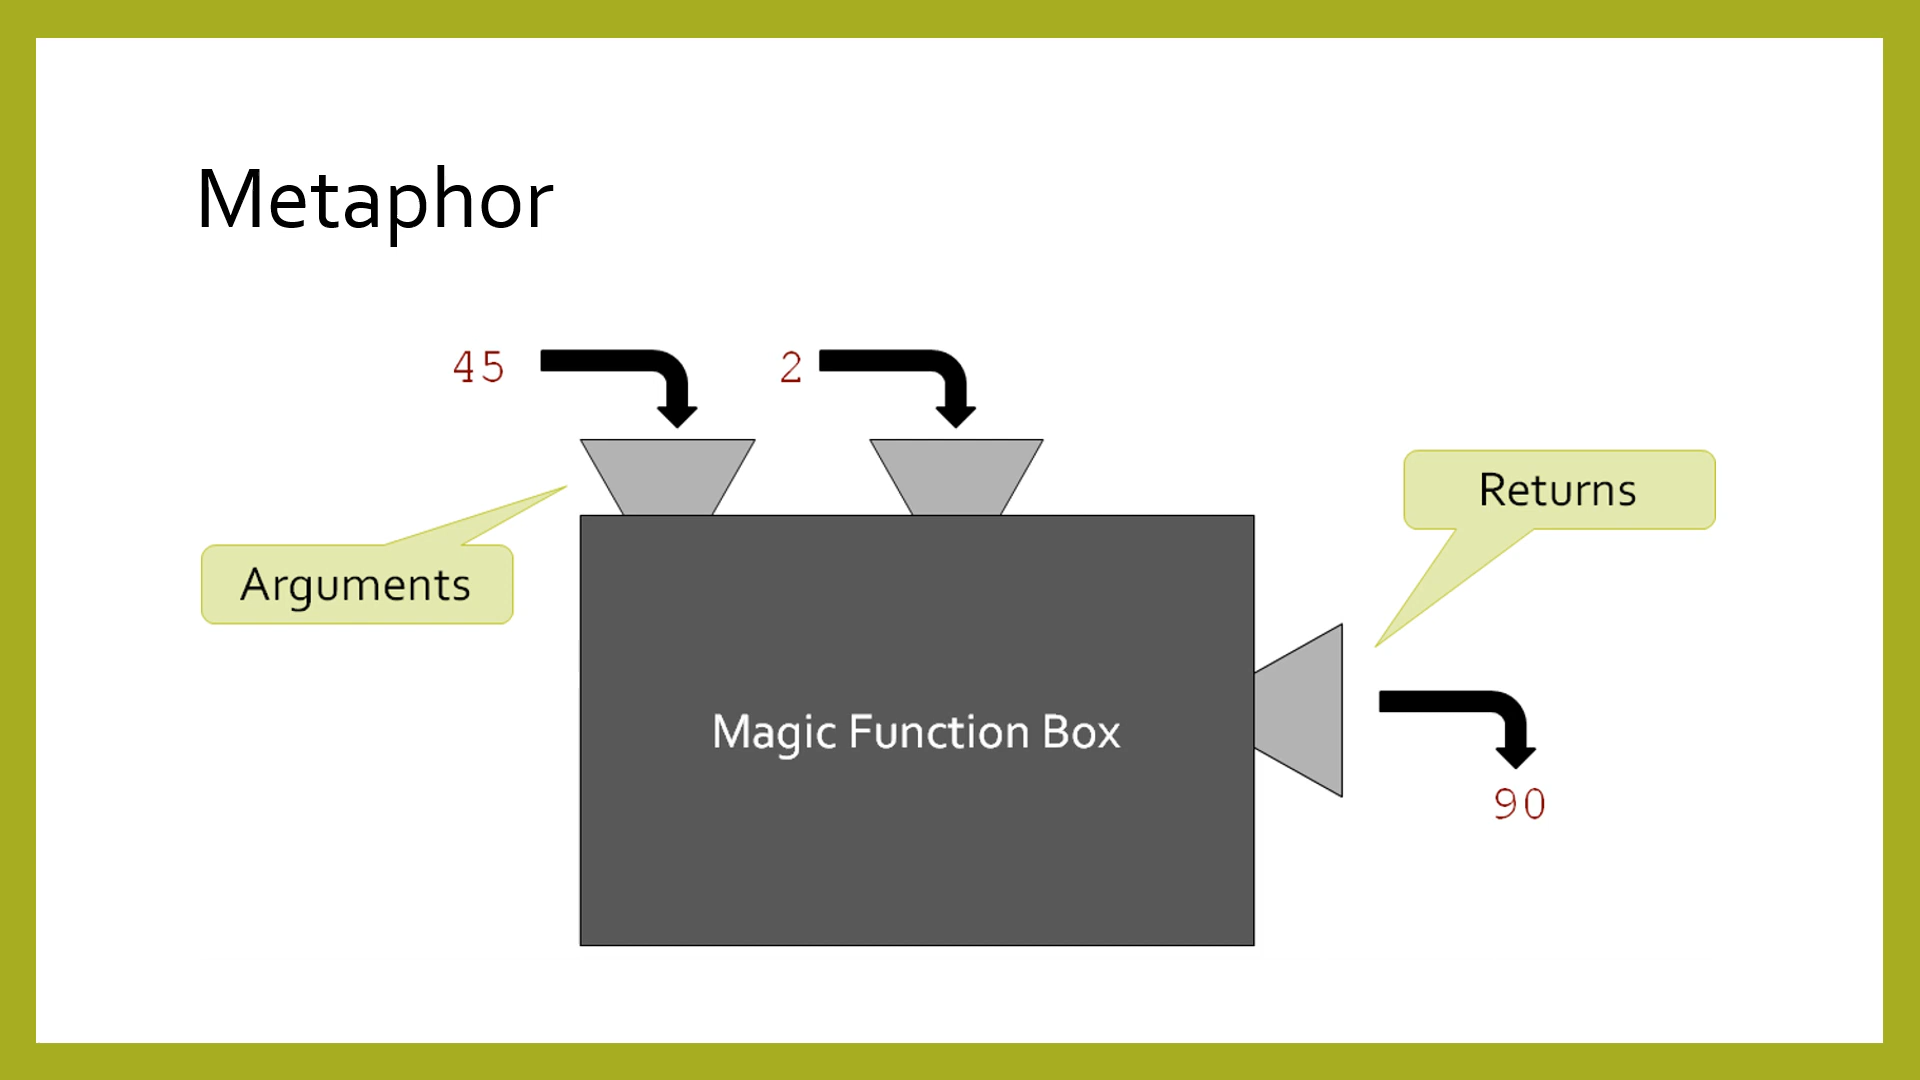 Metaphor
45
2
Returns
Arguments
Magic Function Box
90